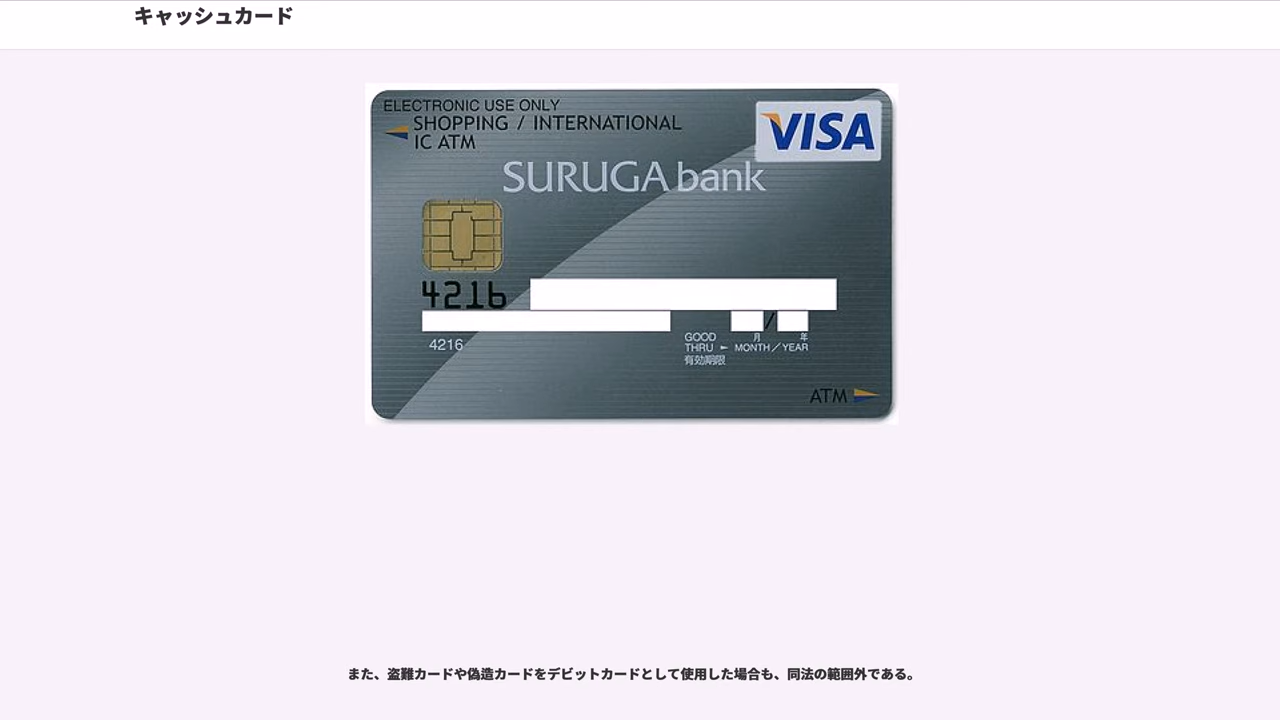 キャッシュカード
ELECTRONIC USE ONLY
SHOPPING / INTERNATIONAL
IC ATM
VISA
SURUGA bank
4216
/
4216
GOOD THRU
月 年
MONTH/YEAR
有効期限
ATM
また、盗難カードや偽造カードをデビットカードとして使用した場合も、同法の範囲外である。